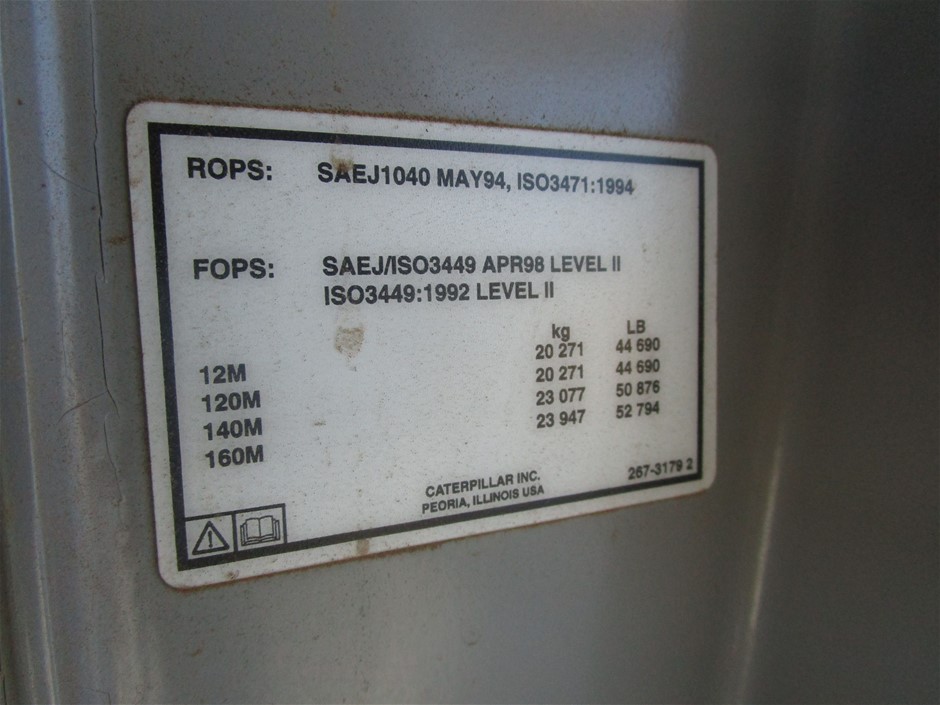 ROPS: SAEJ1040 MAY94, ISO3471:1994
FOPS: SAEJ/ISO3449 APR98 LEVEL II
ISO3449:1992 LEVEL II
kg LB
12M 20 271 44 690
120M 20 271 44 690
140M 23 077 50 876
160M 23 947 52 794
CATERPILLAR INC.
PEORIA, ILLINOIS USA
267-3179 2